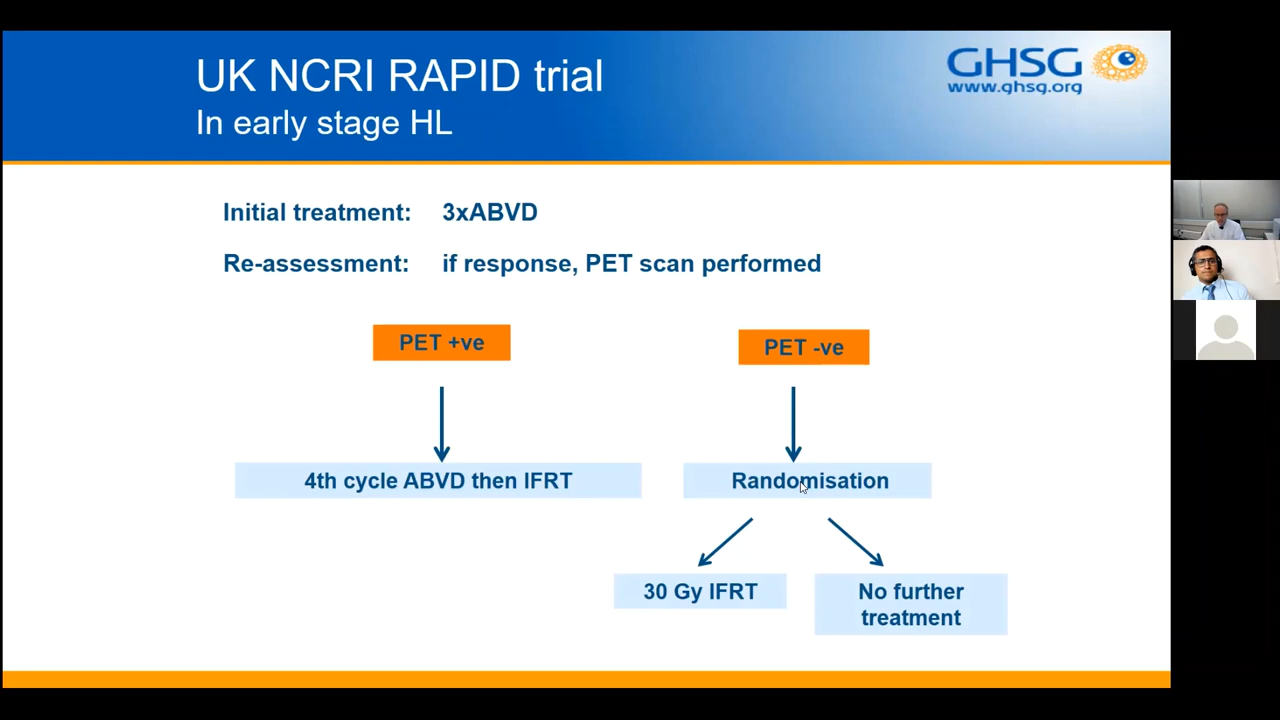 UK NCRI RAPID trial
In early stage HL
GHSG
www.ghsg.org
Initial treatment: 3xABVD
Re-assessment: if response, PET scan performed
PET +ve
PET -ve
4th cycle ABVD then IFRT
Randomisation
30 Gy IFRT
No further
treatment